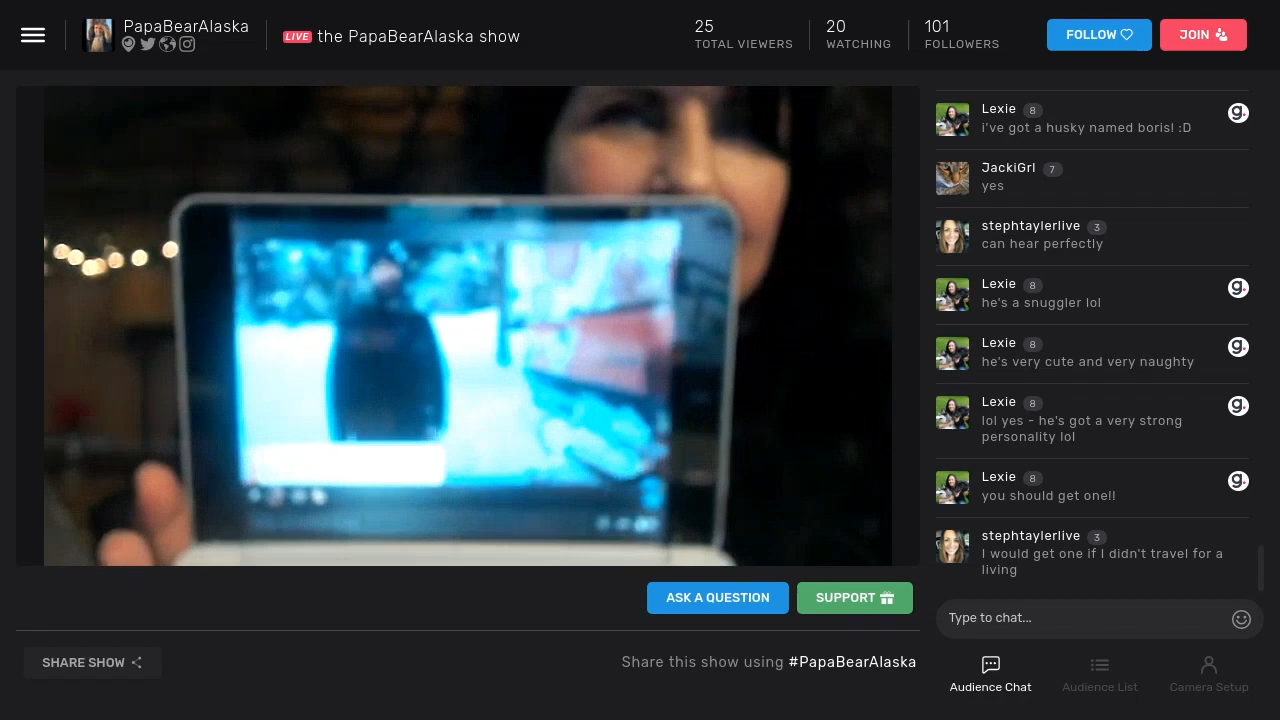 PapaBearAlaska
LIVE the PapaBearAlaska show
25
TOTAL VIEWERS
20
WATCHING
101
FOLLOWERS
FOLLOW
JOIN
Lexie 8
i've got a husky named boris! :D
g.
JackiGrl 7
yes
stephtaylerlive 3
can hear perfectly
Lexie 8
he's a snuggler lol
g.
Lexie 8
he's very cute and very naughty
g.
Lexie 8
lol yes - he's got a very strong
personality lol
g.
Lexie 8
you should get one!!
g.
stephtaylerlive 3
I would get one if I didn't travel for a
living
ASK A QUESTION
SUPPORT
Type to chat...
SHARE SHOW
Share this show using #PapaBearAlaska
Audience Chat
Audience List
Camera Setup